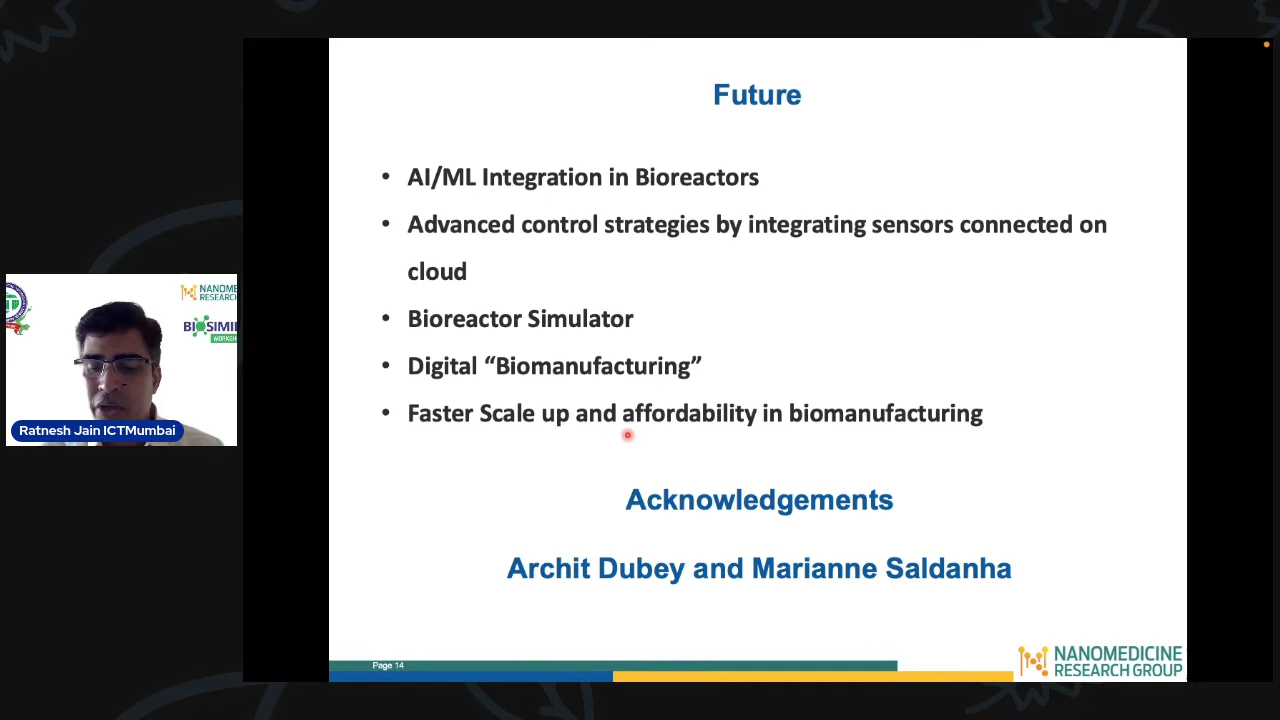 Future
• AI/ML Integration in Bioreactors
• Advanced control strategies by integrating sensors connected on
cloud
• Bioreactor Simulator
• Digital “Biomanufacturing”
• Faster Scale up and affordability in biomanufacturing
Acknowledgements
Archit Dubey and Marianne Saldanha
Page 14
NANOMEDICINE
RESEARCH GROUP
Ratnesh Jain ICTMumbai